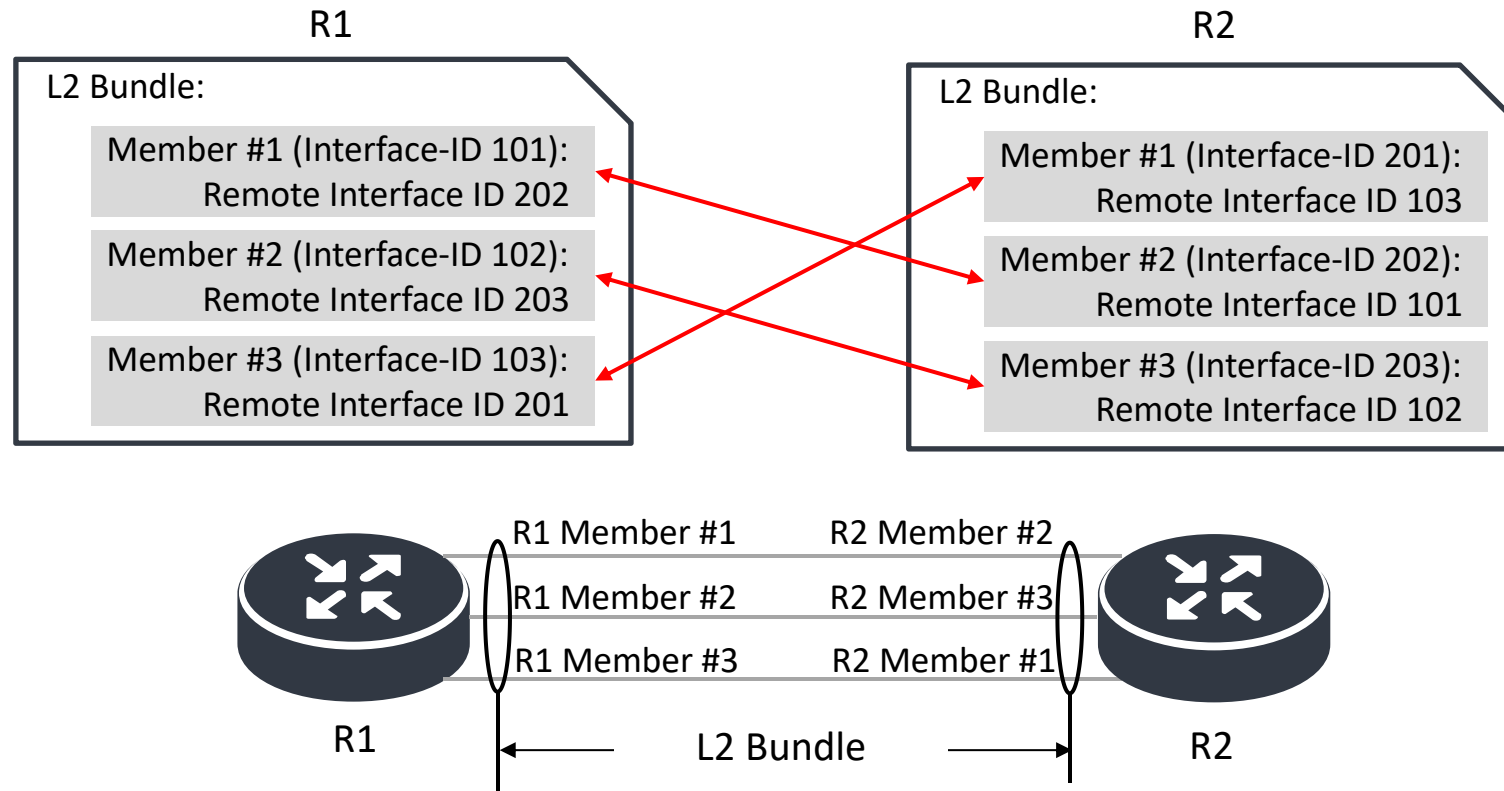 R1
L2 Bundle:
Member #1 (Interface-ID 101):
Remote Interface ID 202
Member #2 (Interface-ID 102):
Remote Interface ID 203
Member #3 (Interface-ID 103):
Remote Interface ID 201
R2
L2 Bundle:
Member #1 (Interface-ID 201):
Remote Interface ID 103
Member #2 (Interface-ID 202):
Remote Interface ID 101
Member #3 (Interface-ID 203):
Remote Interface ID 102
R1 Member #1
R2 Member #2
R1 Member #2
R2 Member #3
R1 Member #3
R2 Member #1
R1
L2 Bundle
R2